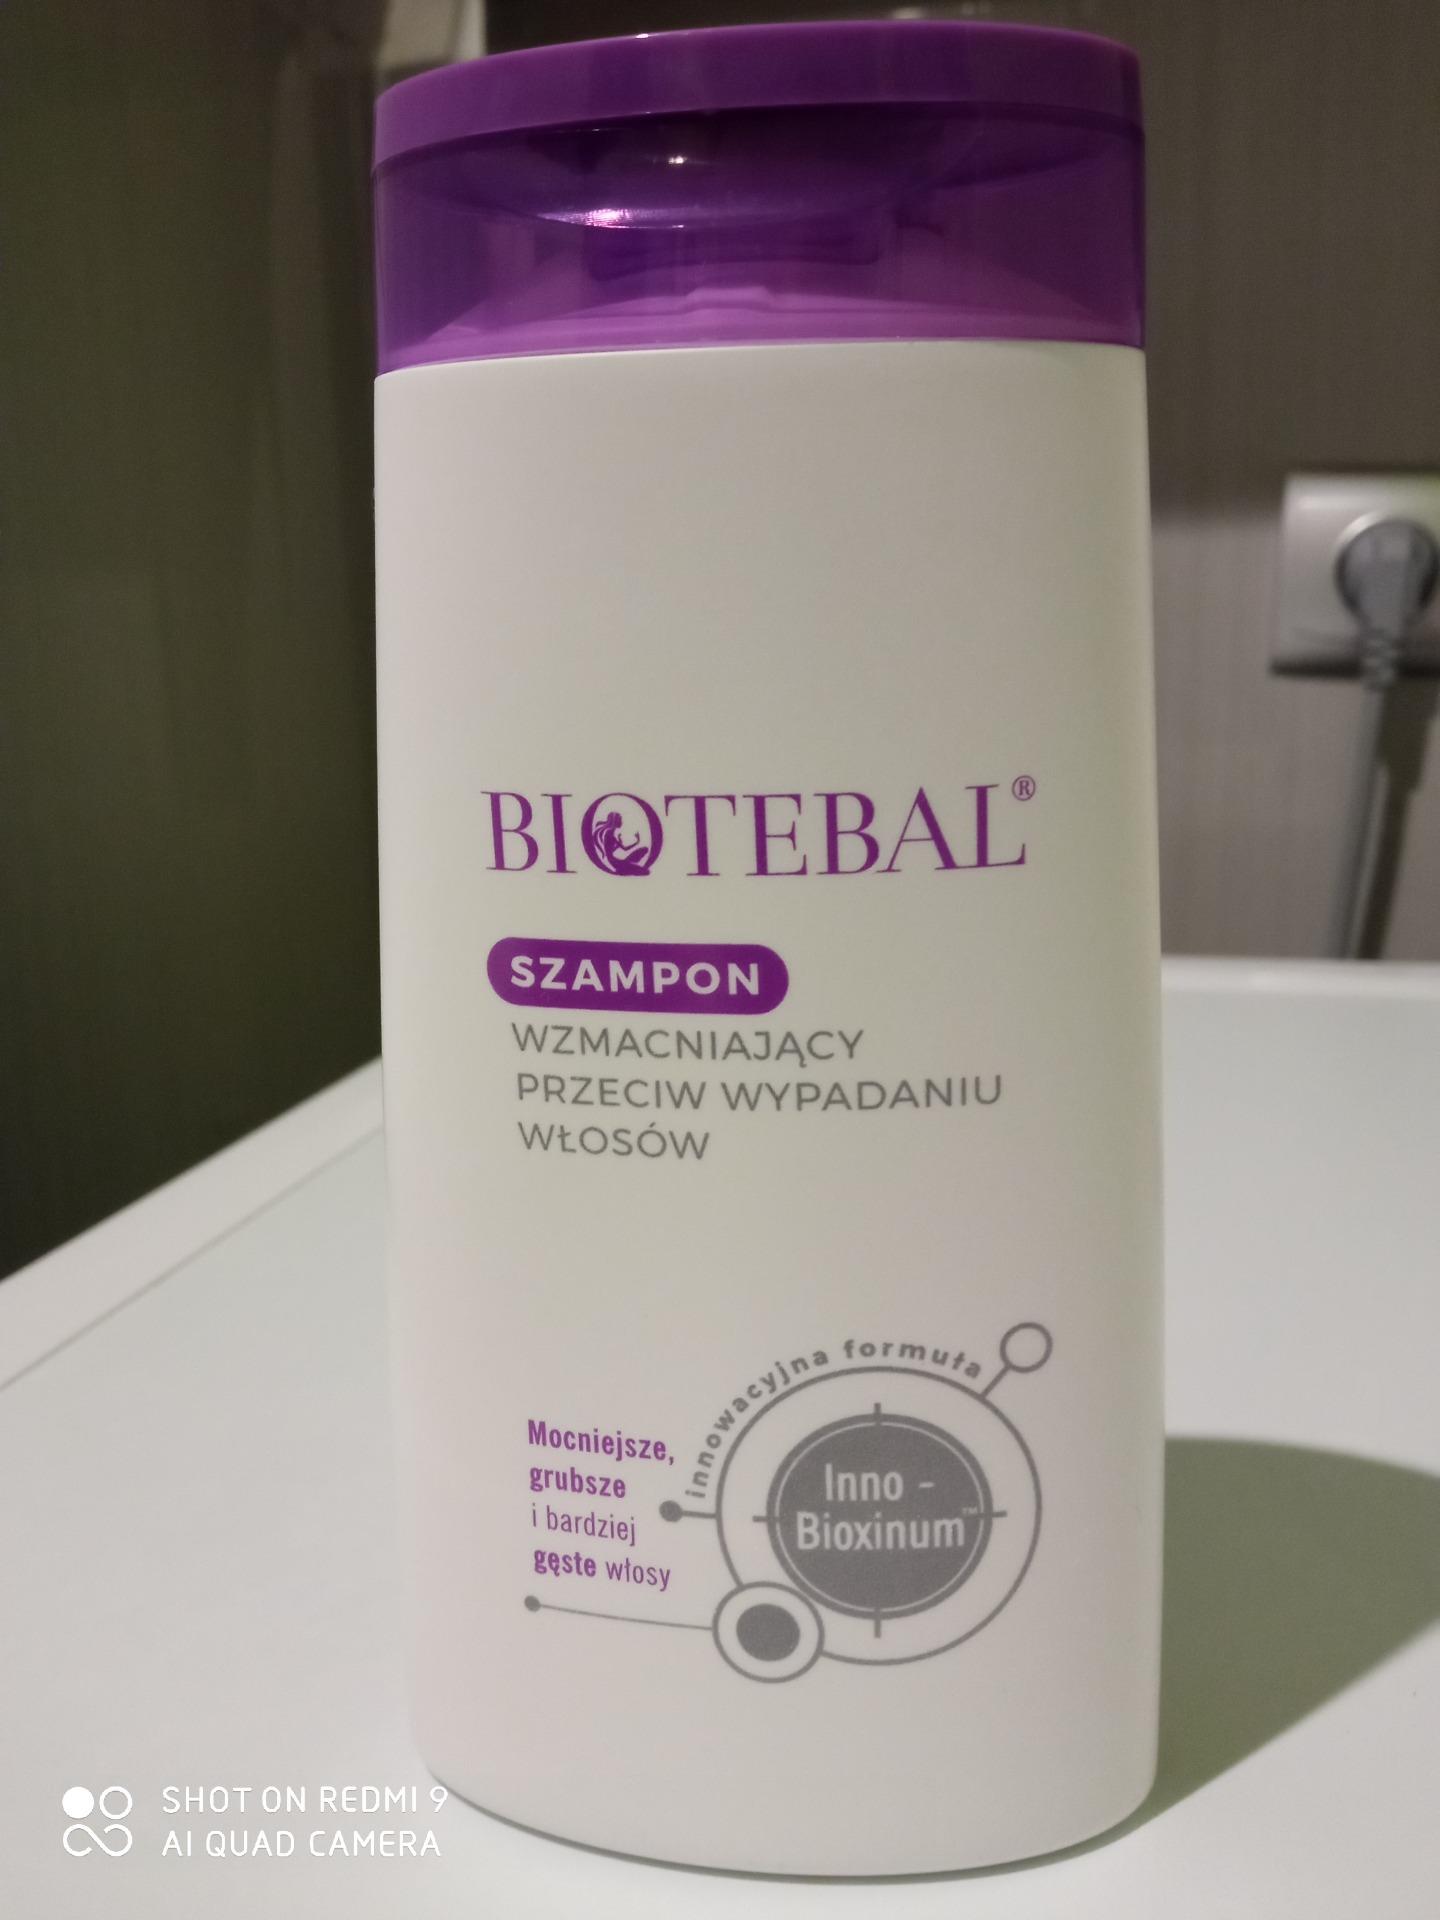 BIOTEBAL®
SZAMPON
WZMACNIAJĄCY
PRZECIW WYPADANIU
WŁOSÓW
innowacyjna formuła
Mocniejsze,
grubsze
i bardziej
gęste włosy
Inno -
Bioxinum™
SHOT ON REDMI 9
AI QUAD CAMERA